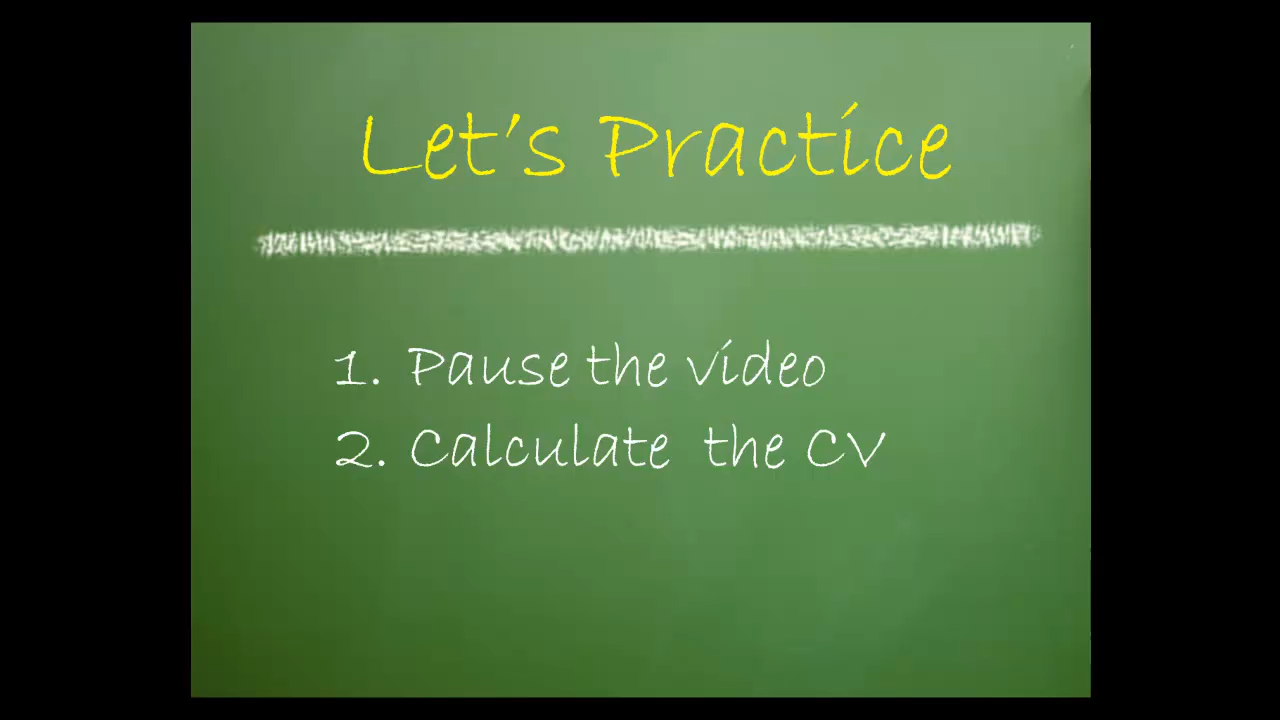 Let's Practice
1. Pause the video
2. Calculate the CV